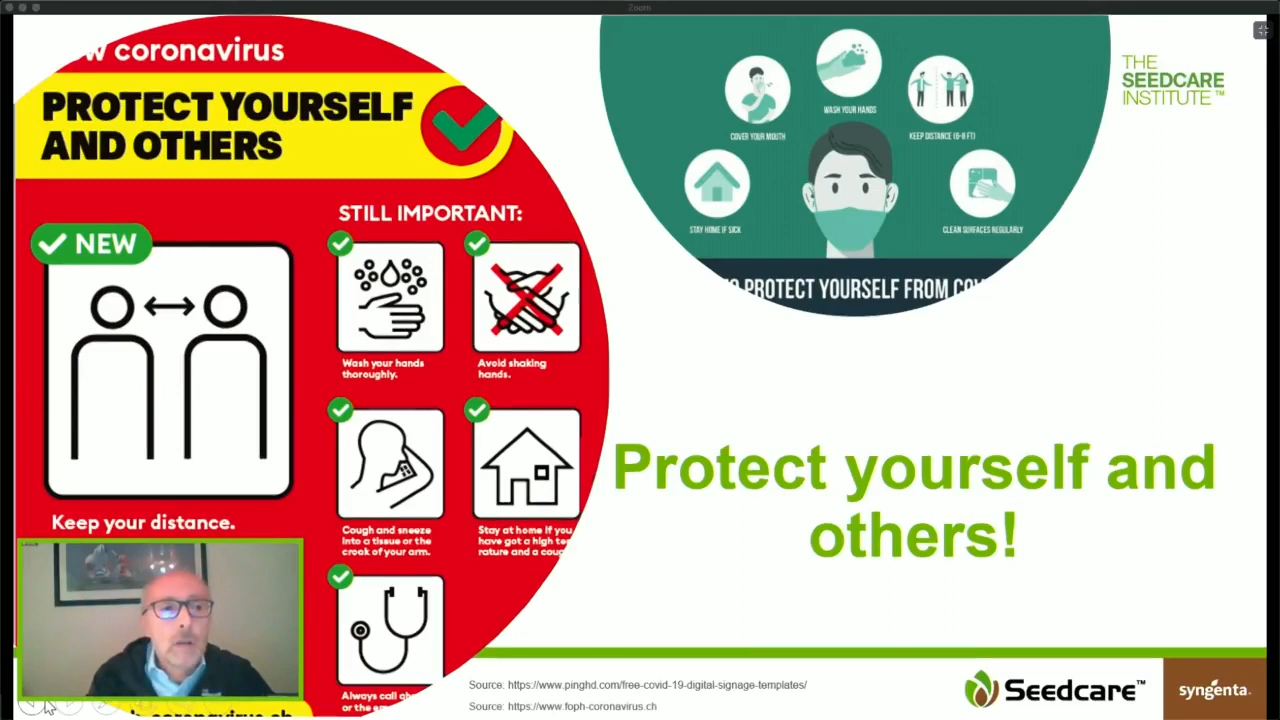 Zoom
coronavirus
PROTECT YOURSELF
AND OTHERS
NEW
Keep your distance.
STILL IMPORTANT:
Wash your hands
thoroughly.
Avoid shaking
hands.
Cough and sneeze
into a tissue or the
crook of your arm.
Stay at home if you
have got a high
and a
Always call
or the
WASH YOUR HANDS
COVER YOUR MOUTH
KEEP DISTANCE (6-8 FT)
STAY HOME IF SICK
CLEAN SURFACES REGULARLY
PROTECT YOURSELF FROM
THE
SEEDCARE
INSTITUTE™
Protect yourself and
others!
Source: https://www.pinghd.com/free-covid-19-digital-signage-templates/
Source: https://www.foph-coronavirus.ch
Seedcare™
syngenta